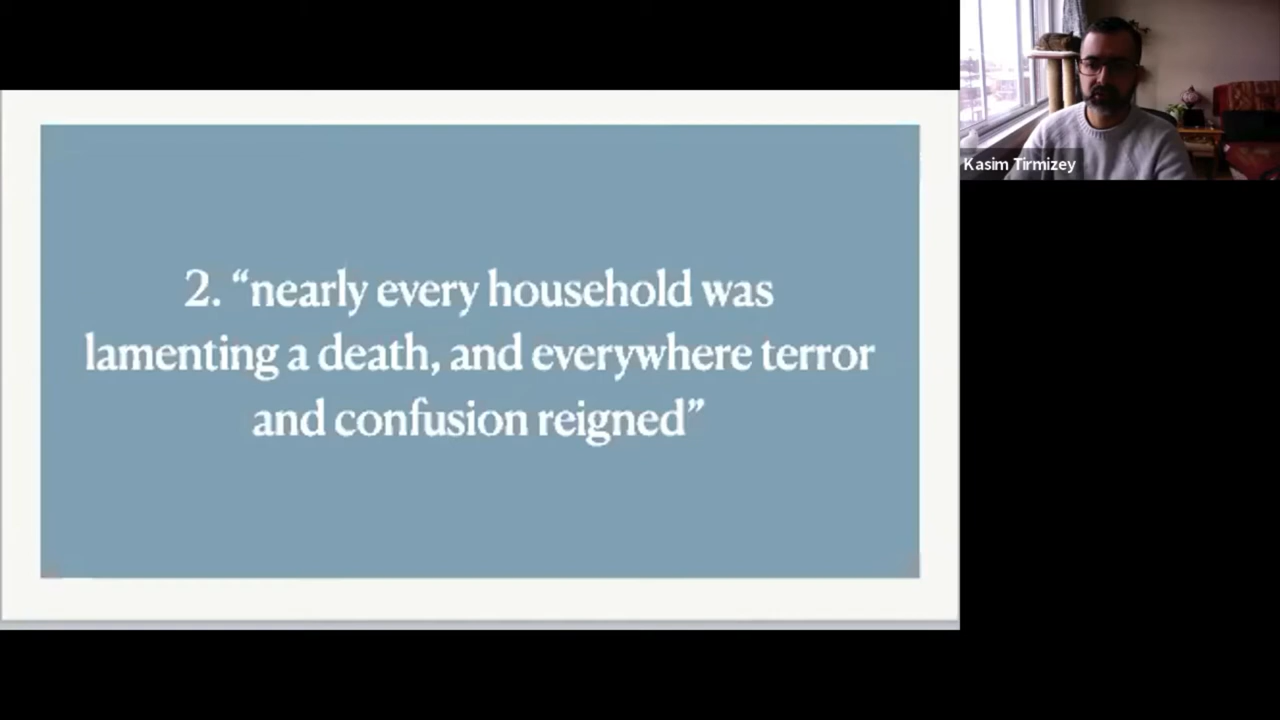 2. “nearly every household was
lamenting a death, and everywhere terror
and confusion reigned”
Kasim Tirmizey